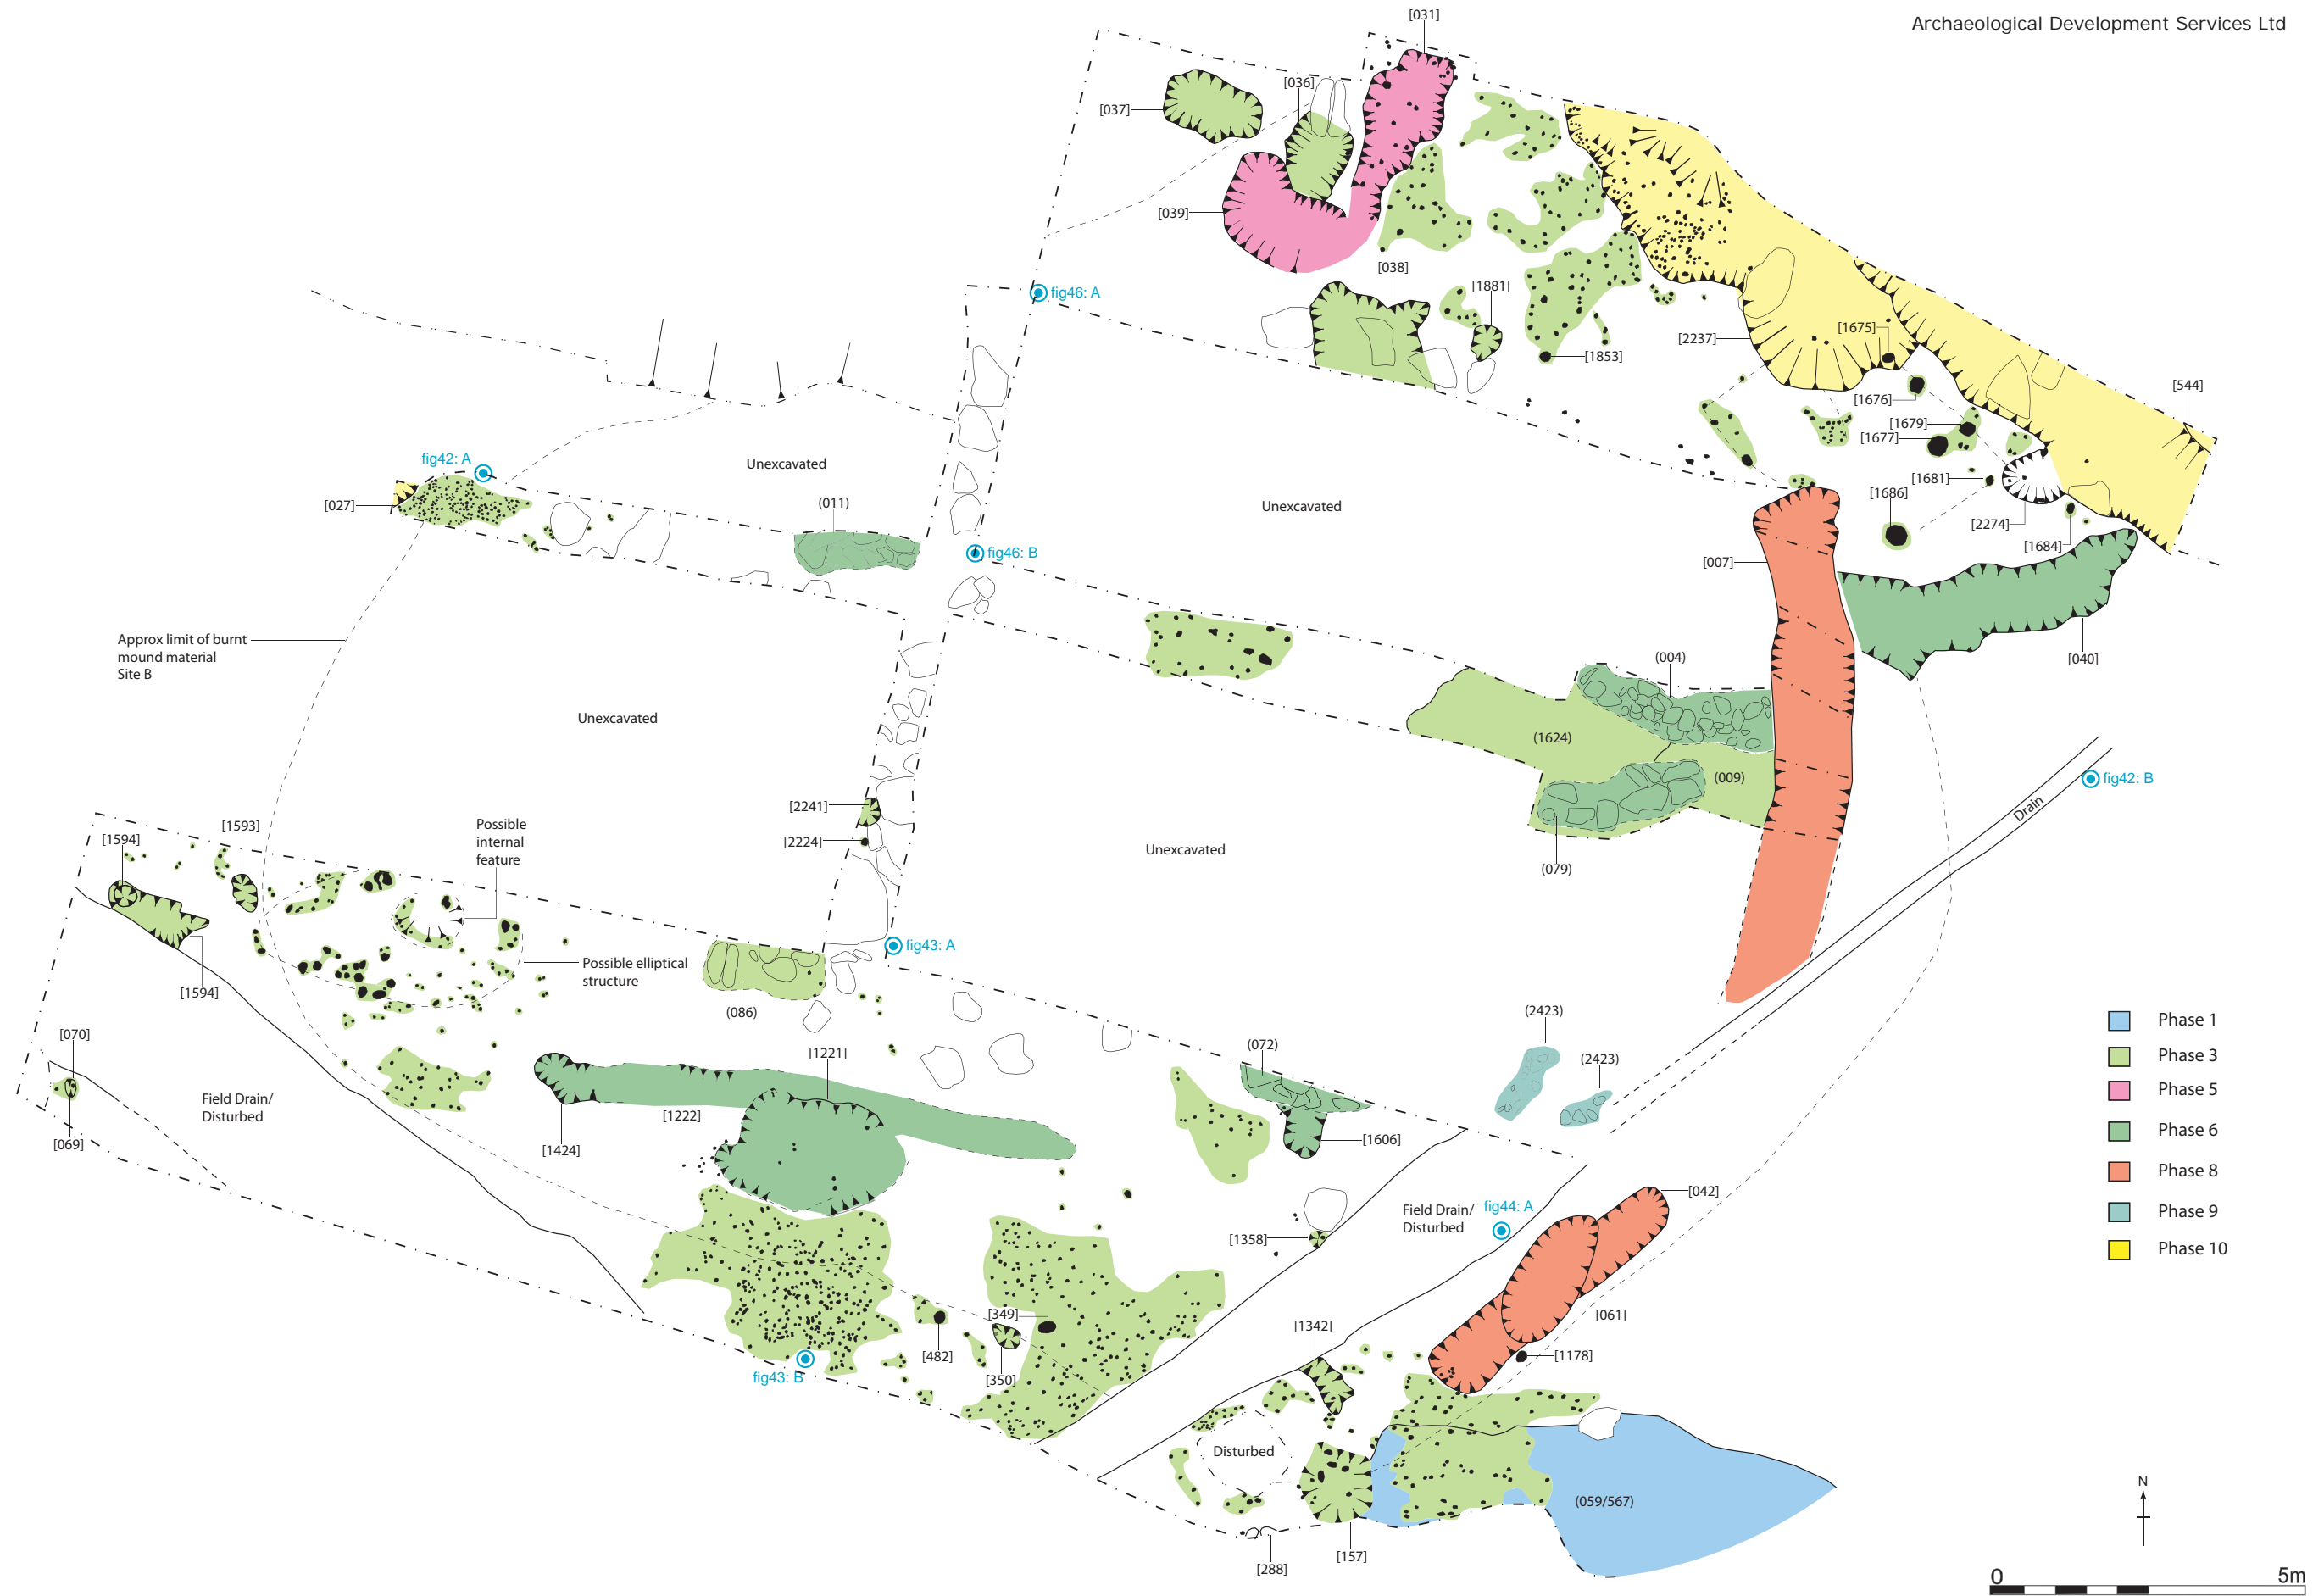 Archaeological Development Services Ltd
[031]
[036]
[037]
[039]
[038]
[1881]
[1853]
[2237]
[1675]
[1676]
[1679]
[1677]
[544]
[1681]
[1686]
[2274]
[1684]
fig46: A
fig42: A
Unexcavated
[027]
(011)
Unexcavated
fig46: B
[007]
[040]
Approx limit of burnt
mound material
Site B
(004)
Unexcavated
(1624)
(009)
fig42: B
Drain
[2241]
[2224]
Unexcavated
(079)
Possible
internal
feature
[1593]
[1594]
fig43: A
Possible elliptical
structure
[1594]
(086)
[070]
[069]
Field Drain/
Disturbed
[1221]
[1222]
[1424]
(072)
[1606]
(2423)
(2423)
Phase 1
Phase 3
Phase 5
Phase 6
Phase 8
Phase 9
Phase 10
[042]
Field Drain/
Disturbed
fig44: A
[1358]
[061]
[349]
[482]
[350]
fig43: B
[1342]
[1178]
Disturbed
(059/567)
[157]
[288]
N
0 5m